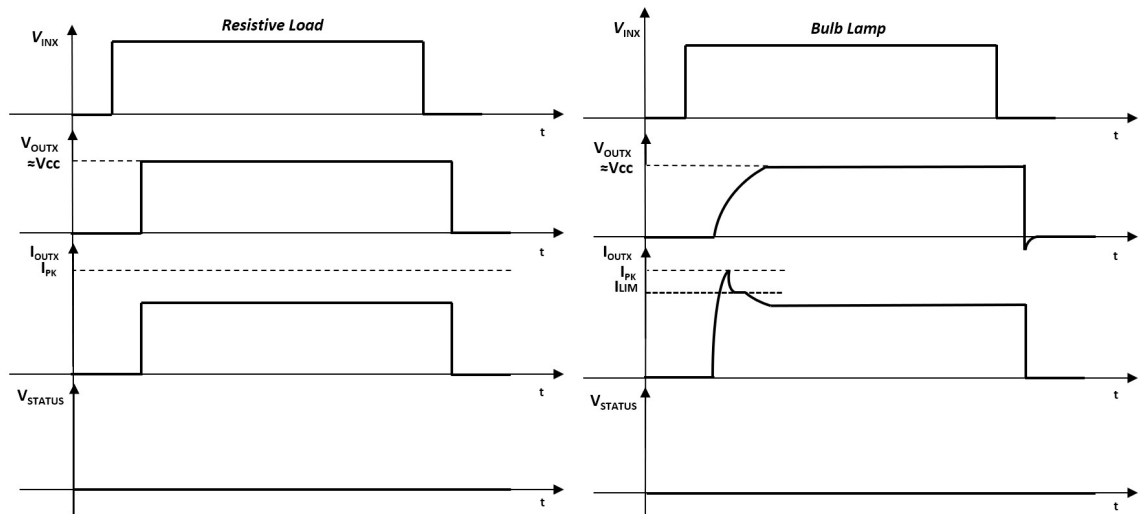 Resistive Load
VINX
t
VOUTX
≈Vcc
t
IOUTX
IPK
t
VSTATUS
t
Bulb Lamp
VINX
t
VOUTX
≈Vcc
t
IOUTX
IPK
ILIM
t
VSTATUS
t